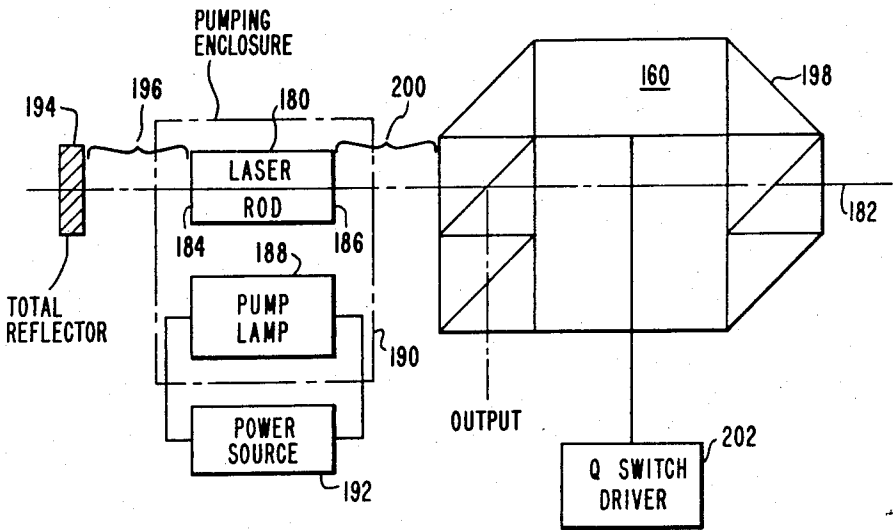 PUMPING
ENCLOSURE
194
196
180
200
160
198
LASER
ROD
184
186
182
188
PUMP
LAMP
TOTAL
REFLECTOR
190
OUTPUT
POWER
SOURCE
192
202
Q SWITCH
DRIVER